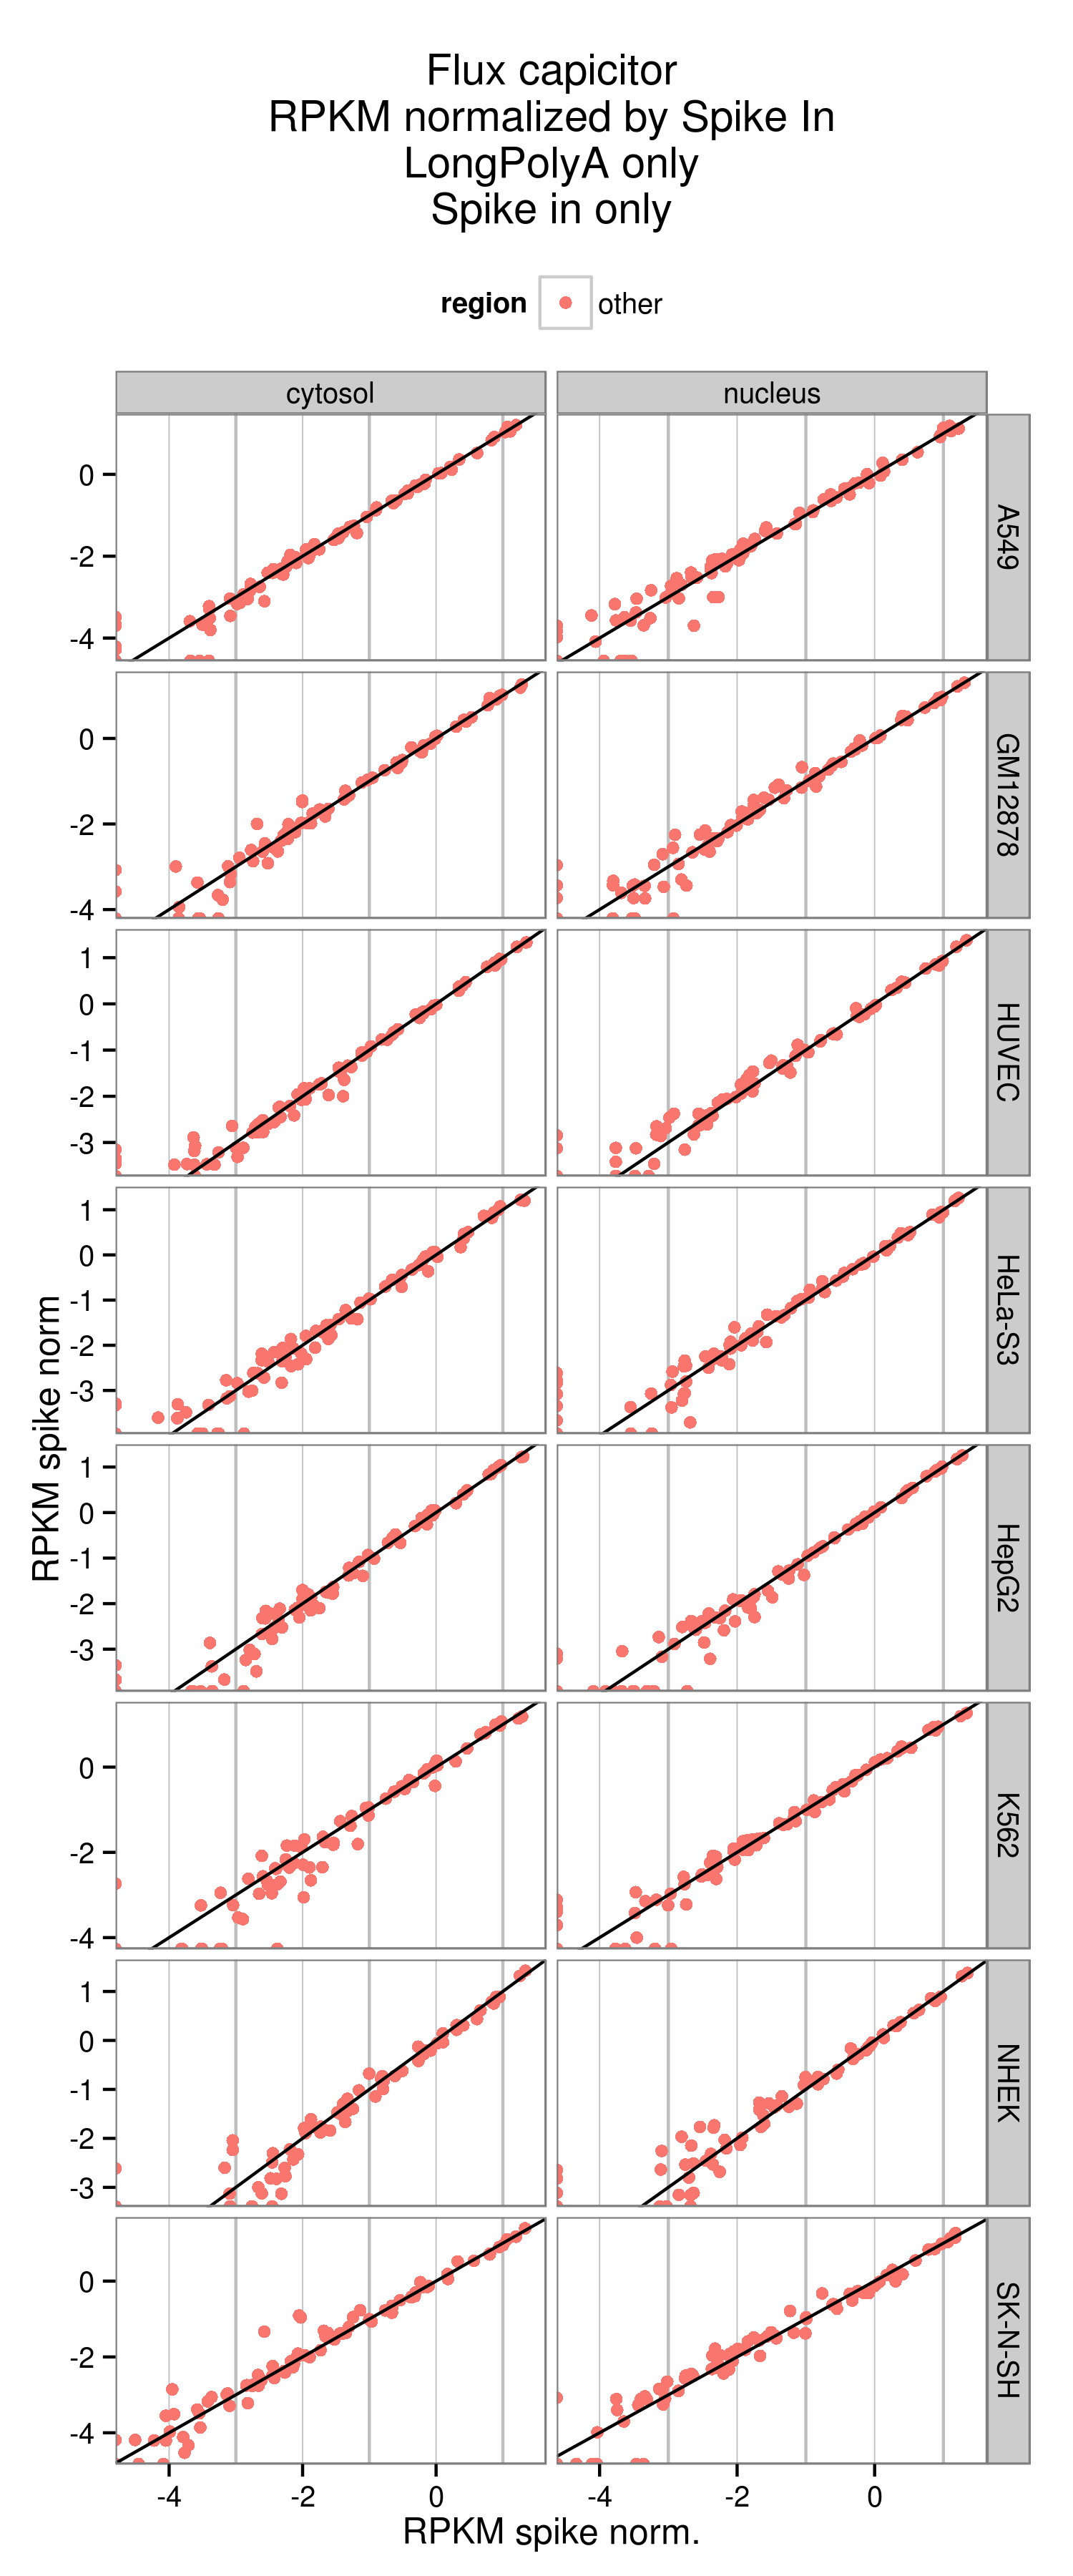 Flux capicitor
RPKM normalized by Spike In
LongPolyA only
Spike in only
region other
cytosol nucleus
0
-2
-4
A549
0
-2
-4
GM12878
1
0
-1
-2
-3
HUVEC
1
0
-1
-2
-3
HeLa-S3
RPKM spike norm
1
0
-1
-2
-3
HepG2
0
-2
-4
K562
1
0
-1
-2
-3
NHEK
0
-2
-4
SK-N-SH
-4 -2 0 -4 -2 0
RPKM spike norm.